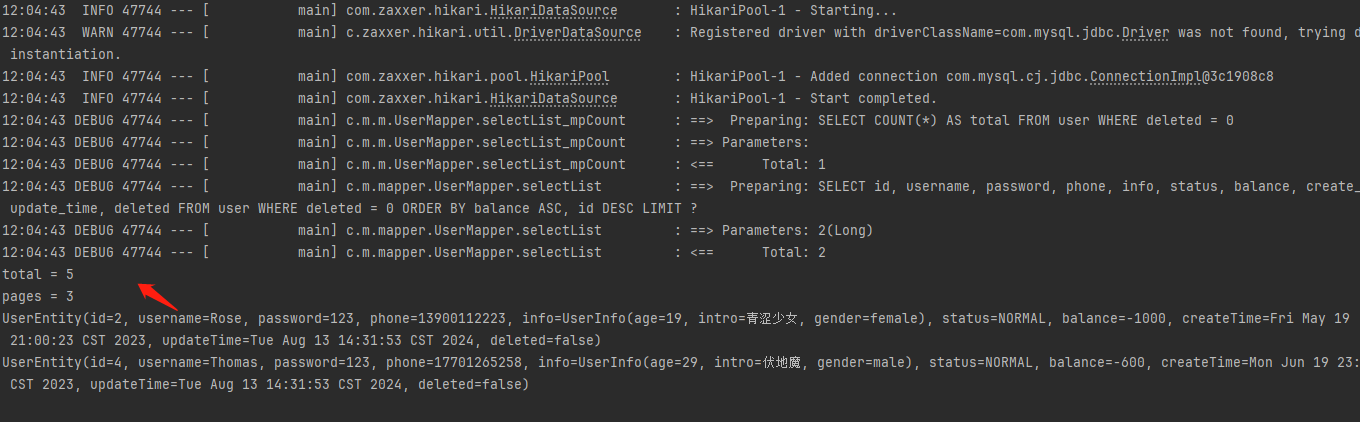 12:04:43  INFO 47744 --- [           main] com.zaxxer.hikari.HikariDataSource       : HikariPool-1 - Starting...
12:04:43  WARN 47744 --- [           main] c.zaxxer.hikari.util.DriverDataSource    : Registered driver with driverClassName=com.mysql.jdbc.Driver was not found, trying
instantiation.
12:04:43  INFO 47744 --- [           main] com.zaxxer.hikari.pool.HikariPool        : HikariPool-1 - Added connection com.mysql.cj.jdbc.ConnectionImpl@3c1908c8
12:04:43  INFO 47744 --- [           main] com.zaxxer.hikari.HikariDataSource       : HikariPool-1 - Start completed.
12:04:43 DEBUG 47744 --- [           main] c.m.m.UserMapper.selectList_mpCount      : ==>  Preparing: SELECT COUNT(*) AS total FROM user WHERE deleted = 0
12:04:43 DEBUG 47744 --- [           main] c.m.m.UserMapper.selectList_mpCount      : ==> Parameters:
12:04:43 DEBUG 47744 --- [           main] c.m.m.UserMapper.selectList_mpCount      : <==      Total: 1
12:04:43 DEBUG 47744 --- [           main] c.m.mapper.UserMapper.selectList         : ==>  Preparing: SELECT id, username, password, phone, info, status, balance, create_
update_time, deleted FROM user WHERE deleted = 0 ORDER BY balance ASC, id DESC LIMIT ?
12:04:43 DEBUG 47744 --- [           main] c.m.mapper.UserMapper.selectList         : ==> Parameters: 2(Long)
12:04:43 DEBUG 47744 --- [           main] c.m.mapper.UserMapper.selectList         : <==      Total: 2
total = 5
pages = 3
UserEntity(id=2, username=Rose, password=123, phone=13900112223, info=UserInfo(age=19, intro=青涩少女, gender=female), status=NORMAL, balance=-1000, createTime=Fri May 19
21:00:23 CST 2023, updateTime=Tue Aug 13 14:31:53 CST 2024, deleted=false)
UserEntity(id=4, username=Thomas, password=123, phone=17701265258, info=UserInfo(age=29, intro=伏地魔, gender=male), status=NORMAL, balance=-600, createTime=Mon Jun 19 23:
CST 2023, updateTime=Tue Aug 13 14:31:53 CST 2024, deleted=false)